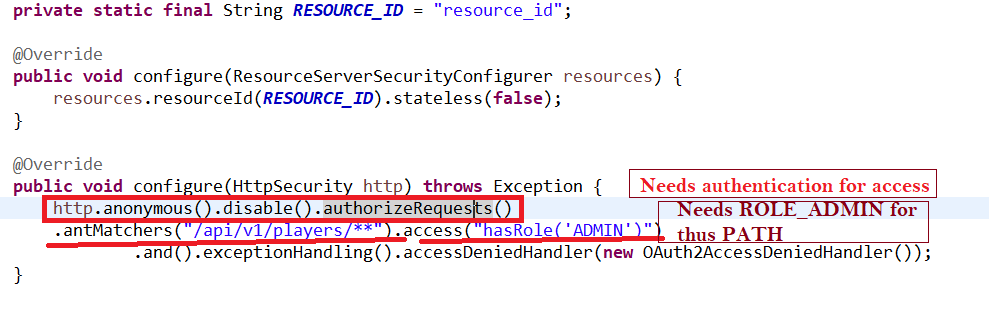 private static final String RESOURCE_ID = "resource_id";
@Override
public void configure(ResourceServerSecurityConfigurer resources) {
resources.resourceId(RESOURCE_ID).stateless(false);
}
@Override
public void configure(HttpSecurity http) throws Exception {
Needs authentication for access
http.anonymous().disable().authorizeRequests()
Needs ROLE_ADMIN for
thus PATH
.antMatchers("/api/v1/players/**").access("hasRole('ADMIN')")
.and().exceptionHandling().accessDeniedHandler(new OAuth2AccessDeniedHandler());
}